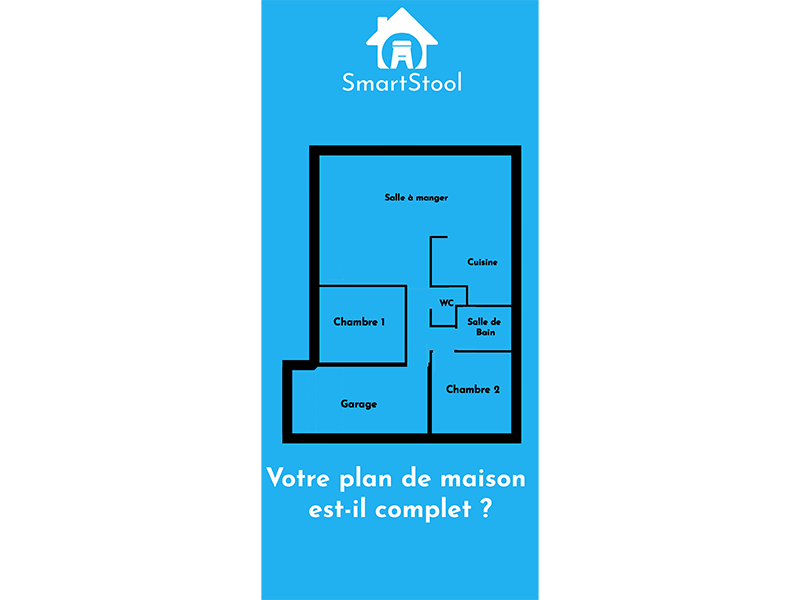 SmartStool
Salle à manger
Cuisine
WC
Chambre 1
Salle de
Bain
Chambre 2
Garage
Votre plan de maison
est-il complet ?